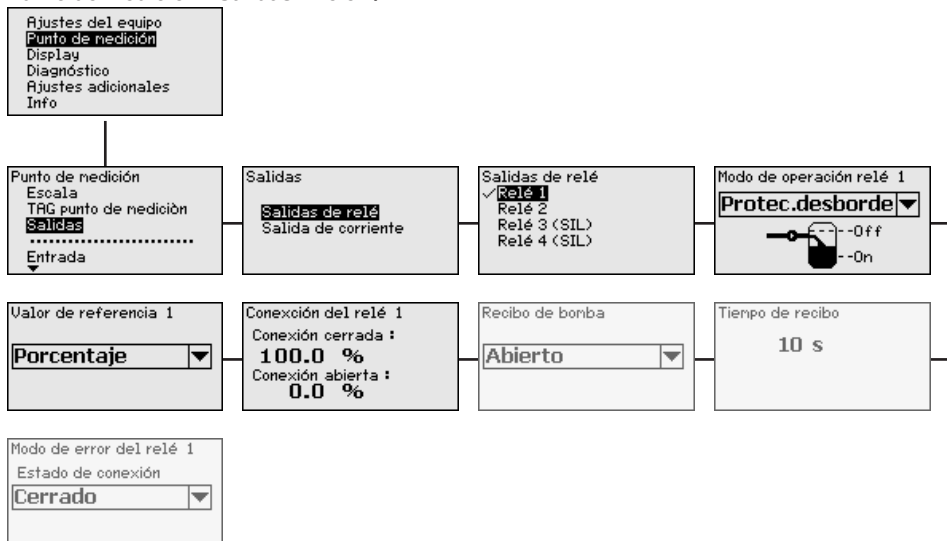 Ajustes del equipo
Punto de medición
Display
Diagnóstico
Ajustes adicionales
Info
Punto de medición
Escala
TAG punto de mediciòn
Salidas
Entrada
Salidas
Salidas de relé
Salida de corriente
Salidas de relé
Relé 1
Relé 2
Relé 3 (SIL)
Relé 4 (SIL)
Modo de operación relé 1
Protec.desborde
--Off
--On
Valor de referencia 1
Porcentaje
Conexción del relé 1
Conexión cerrada :
100.0 %
Conexión abierta :
0.0 %
Recibo de bomba
Abierto
Tiempo de recibo
10 s
Modo de error del relé 1
Estado de conexión
Cerrado